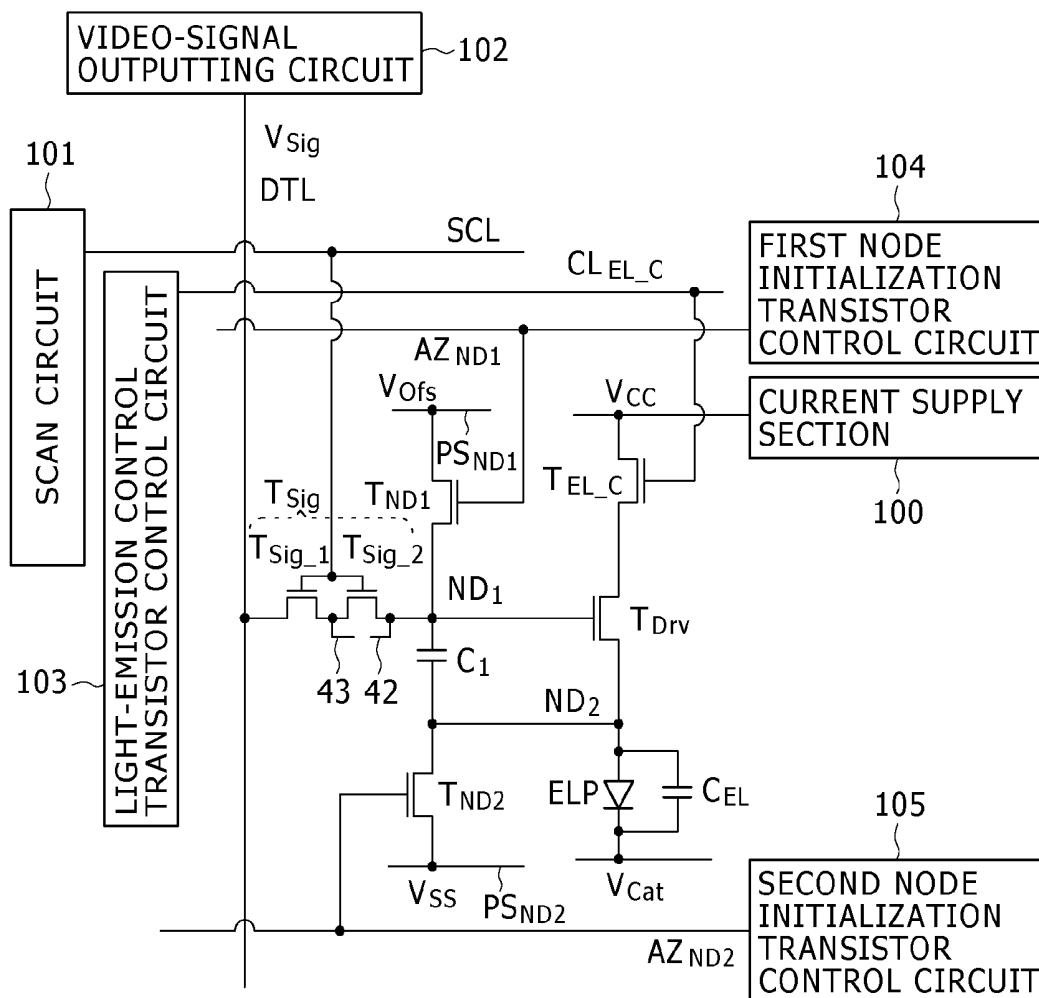 VIDEO-SIGNAL
OUTPUTTING CIRCUIT
102
V_Sig
DTL
101
SCAN CIRCUIT
SCL
104
FIRST NODE
INITIALIZATION
TRANSISTOR
CONTROL CIRCUIT
CL_EL_C
AZ_ND1
LIGHT-EMISSION CONTROL
TRANSISTOR CONTROL CIRCUIT
103
V_Ofs
PS_ND1
V_CC
CURRENT SUPPLY
SECTION
100
T_EL_C
T_ND1
T_Sig
T_Sig_1
T_Sig_2
ND_1
T_Drv
43
42
C_1
ND_2
T_ND2
ELP
C_EL
V_SS
PS_ND2
V_Cat
105
SECOND NODE
INITIALIZATION
TRANSISTOR
CONTROL CIRCUIT
AZ_ND2